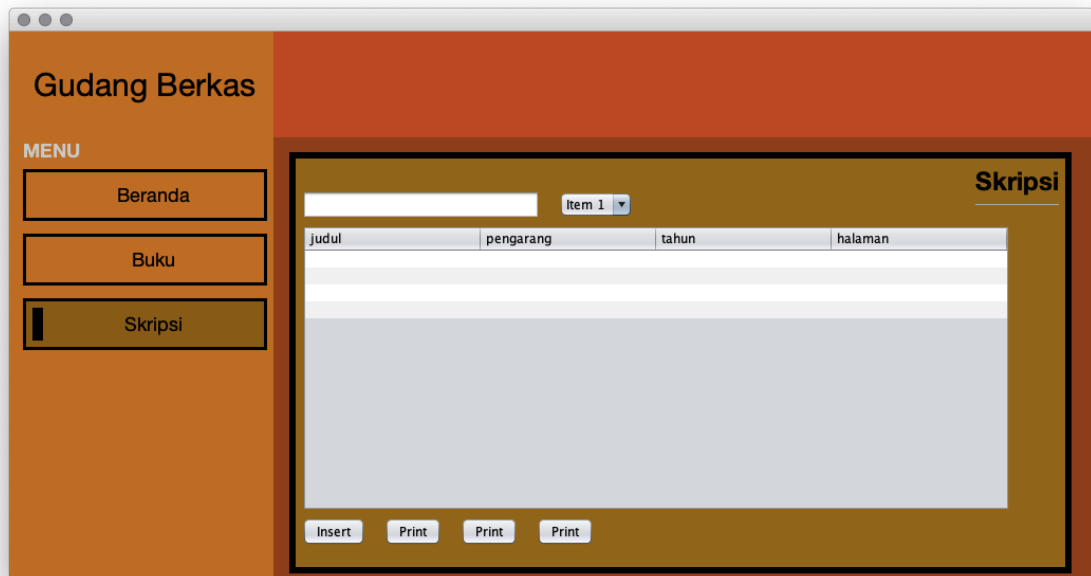 Gudang Berkas
MENU
Beranda
Buku
Skripsi
Skripsi
Item 1
judul pengarang tahun halaman
Insert Print Print Print